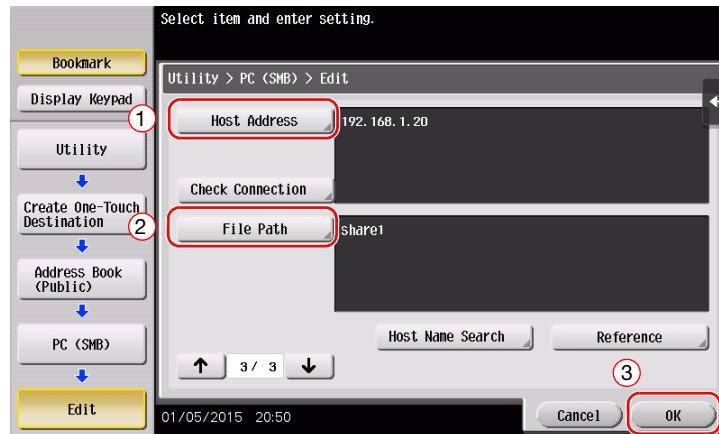 Select item and enter setting.
Bookmark
Display Keypad
Utility
Create One-Touch
Destination
Address Book
(Public)
PC (SMB)
Edit
Utility > PC (SMB) > Edit
1
Host Address
192.168.1.20
Check Connection
2
File Path
share1
Host Name Search
Reference
↑ 3/ 3 ↓
3
01/05/2015 20:50
Cancel
OK